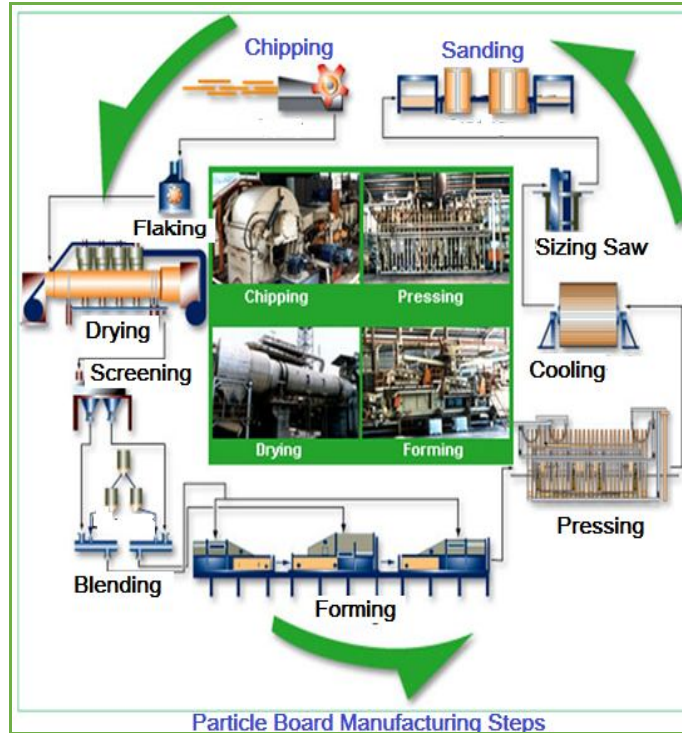 Chipping
Sanding
Flaking
Sizing Saw
Chipping
Pressing
Drying
Screening
Cooling
Drying
Forming
Pressing
Blending
Forming
Particle Board Manufacturing Steps